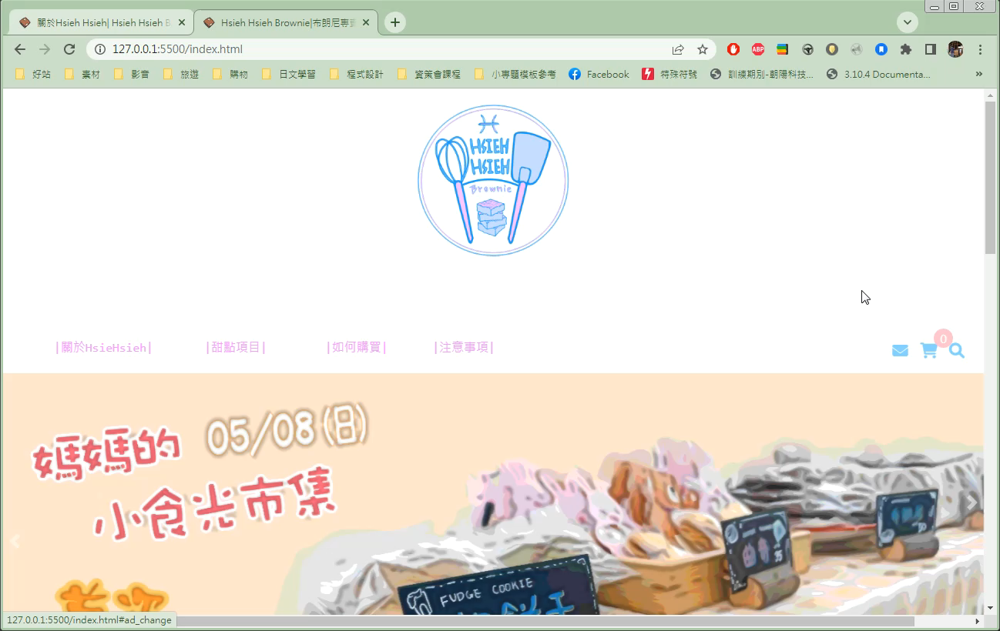 關於Hsieh Hsieh| Hsieh Hsieh B
Hsieh Hsieh Brownie|布朗尼專賣
127.0.0.1:5500/index.html
ABP
好站
素材
影音
旅遊
購物
日文學習
程式設計
資策會課程
小專題模板參考
Facebook
特殊符號
訓練期別-朝陽科技...
3.10.4 Documenta...
HSIEH
HSIEH
Brownie
|關於HsieHsieh|
|甜點項目|
|如何購買|
|注意事項|
0
媽媽的 05/08(日)
小食光市集
FUDGE COOKIE
35
127.0.0.1:5500/index.html#ad_change